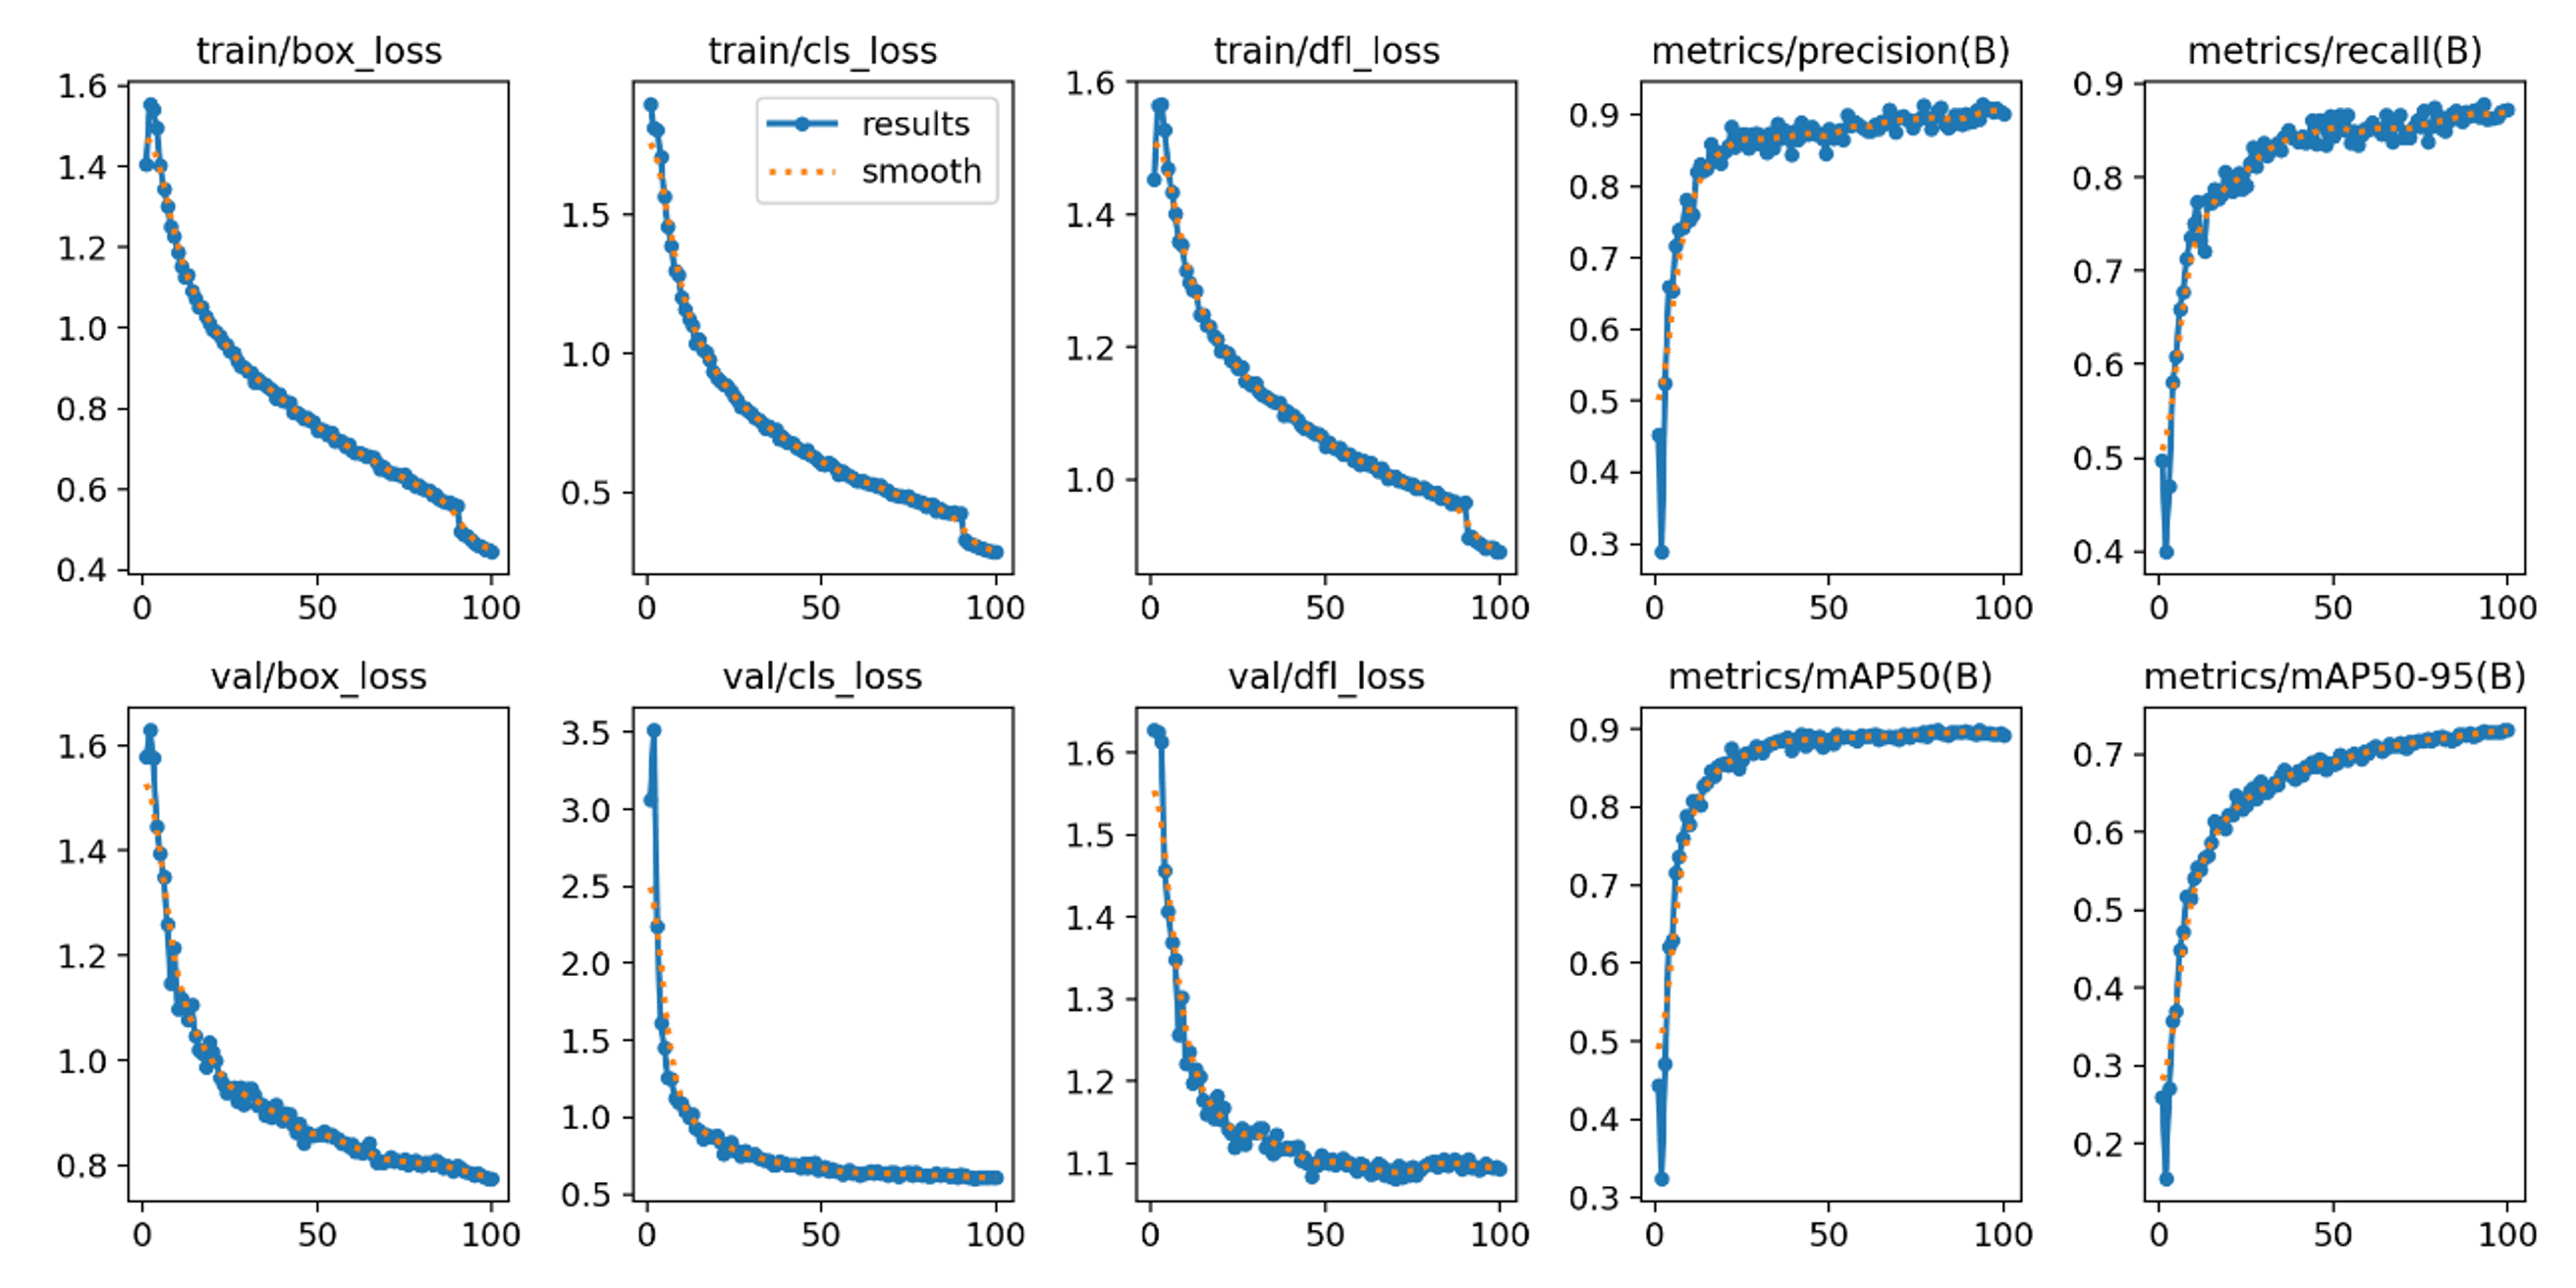 train/box_loss
1.6
1.4
1.2
1.0
0.8
0.6
0.4
0 50 100
train/cls_loss
results
smooth
1.5
1.0
0.5
0 50 100
train/dfl_loss
1.6
1.4
1.2
1.0
0 50 100
metrics/precision(B)
0.9
0.8
0.7
0.6
0.5
0.4
0.3
0 50 100
metrics/recall(B)
0.9
0.8
0.7
0.6
0.5
0.4
0 50 100
val/box_loss
1.6
1.4
1.2
1.0
0.8
0 50 100
val/cls_loss
3.5
3.0
2.5
2.0
1.5
1.0
0.5
0 50 100
val/dfl_loss
1.6
1.5
1.4
1.3
1.2
1.1
0 50 100
metrics/mAP50(B)
0.9
0.8
0.7
0.6
0.5
0.4
0.3
0 50 100
metrics/mAP50-95(B)
0.7
0.6
0.5
0.4
0.3
0.2
0 50 100